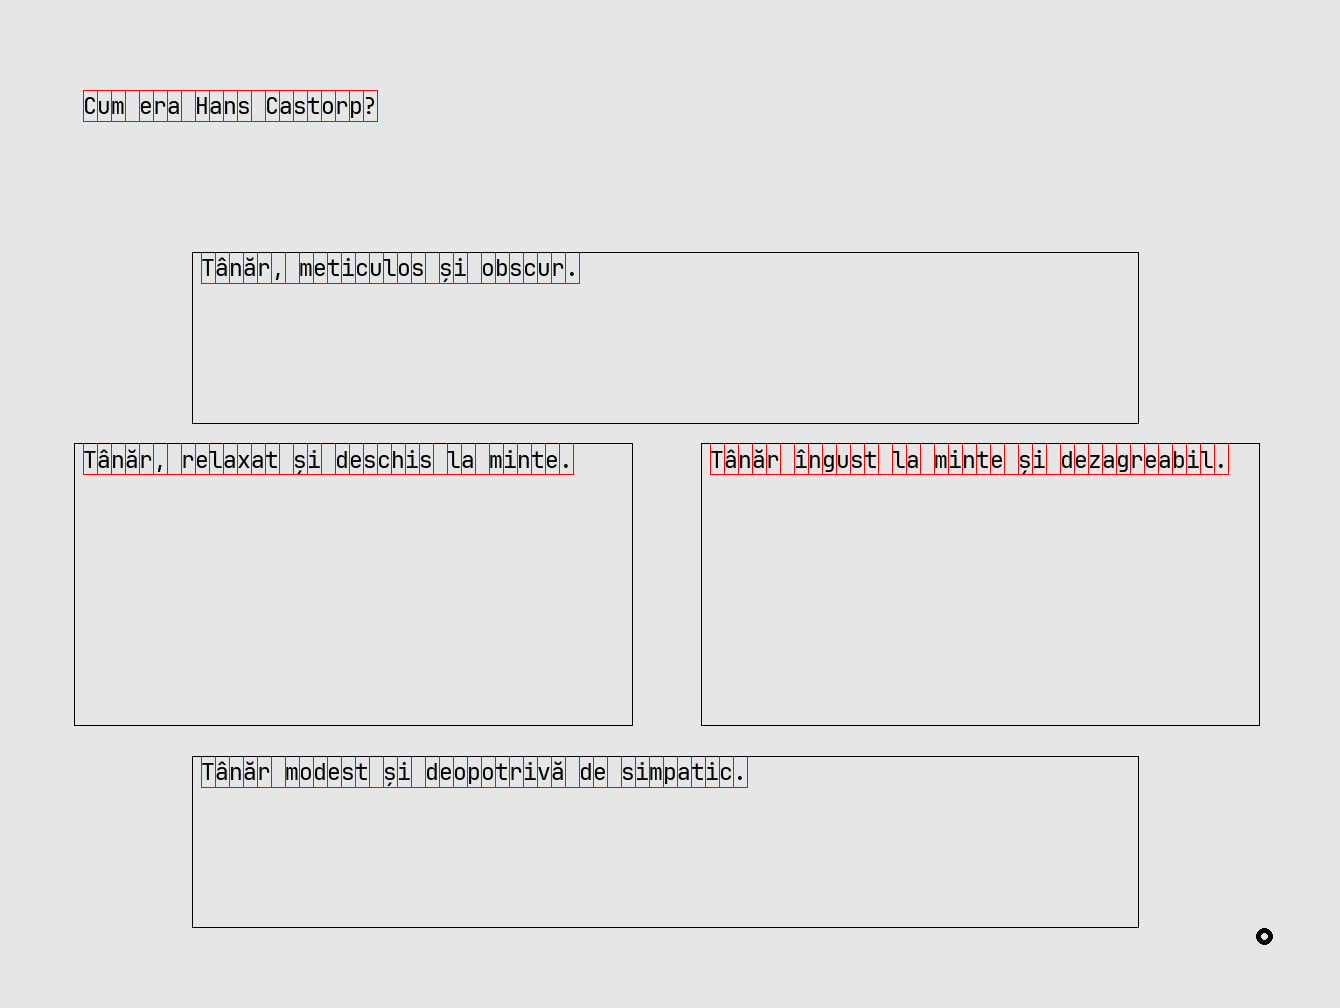 Cum era Hans Castorp?
Tânăr, meticulos și obscur.
Tânăr, relaxat și deschis la minte.
Tânăr îngust la minte și dezagreabil.
Tânăr modest și deopotrivă de simpatic.